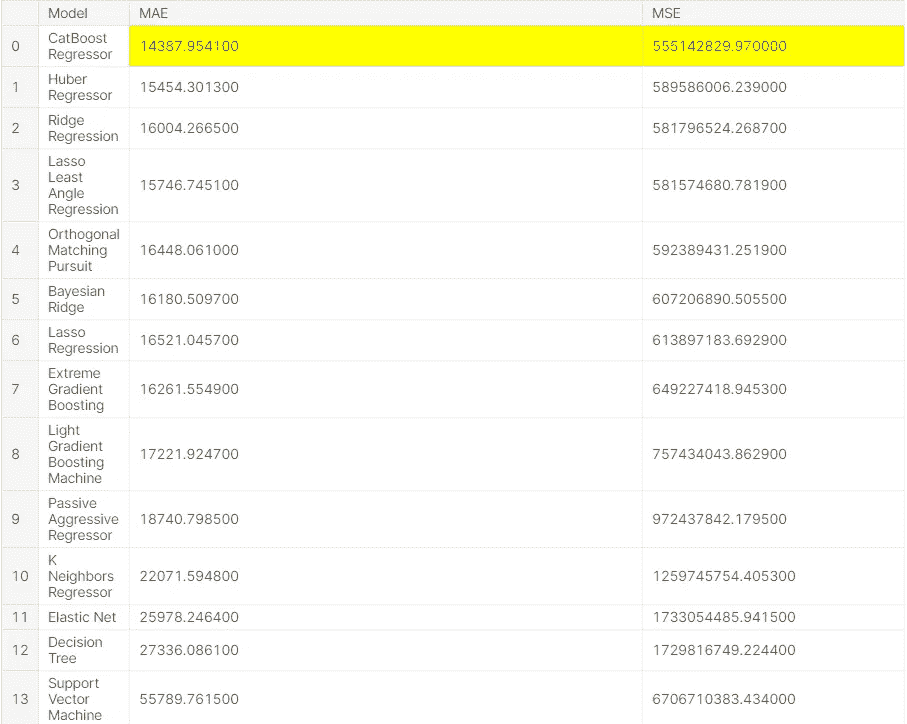 Model MAE MSE
0 CatBoost Regressor 14387.954100 555142829.970000
1 Huber Regressor 15454.301300 589586006.239000
2 Ridge Regression 16004.266500 581796524.268700
3 Lasso Least Angle Regression 15746.745100 581574680.781900
4 Orthogonal Matching Pursuit 16448.061000 592389431.251900
5 Bayesian Ridge 16180.509700 607206890.505500
6 Lasso Regression 16521.045700 613897183.692900
7 Extreme Gradient Boosting 16261.554900 649227418.945300
8 Light Gradient Boosting Machine 17221.924700 757434043.862900
9 Passive Aggressive Regressor 18740.798500 972437842.179500
10 K Neighbors Regressor 22071.594800 1259745754.405300
11 Elastic Net 25978.246400 1733054485.941500
12 Decision Tree 27336.086100 1729816749.224400
13 Support Vector Machine 55789.761500 6706710383.434000